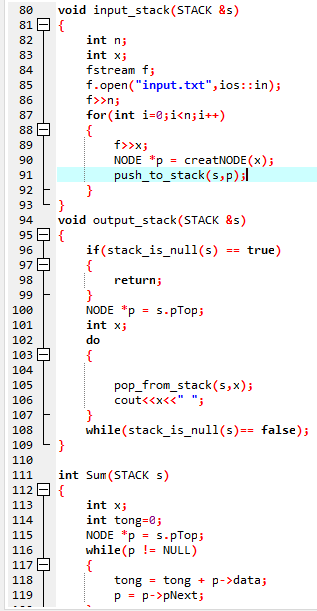 80 void input_stack(STACK &s)
81 {
82 int n;
83 int x;
84 fstream f;
85 f.open("input.txt",ios::in);
86 f>>n;
87 for(int i=0;i<n;i++)
88 {
89 f>>x;
90 NODE *p = creatNODE(x);
91 push_to_stack(s,p);
92 }
93 }
94 void output_stack(STACK &s)
95 {
96 if(stack_is_null(s) == true)
97 {
98 return;
99 }
100 NODE *p = s.pTop;
101 int x;
102 do
103 {
104
105 pop_from_stack(s,x);
106 cout<<x<<" ";
107 }
108 while(stack_is_null(s)== false);
109 }
110
111 int Sum(STACK s)
112 {
113 int x;
114 int tong=0;
115 NODE *p = s.pTop;
116 while(p != NULL)
117 {
118 tong = tong + p->data;
119 p = p->pNext;